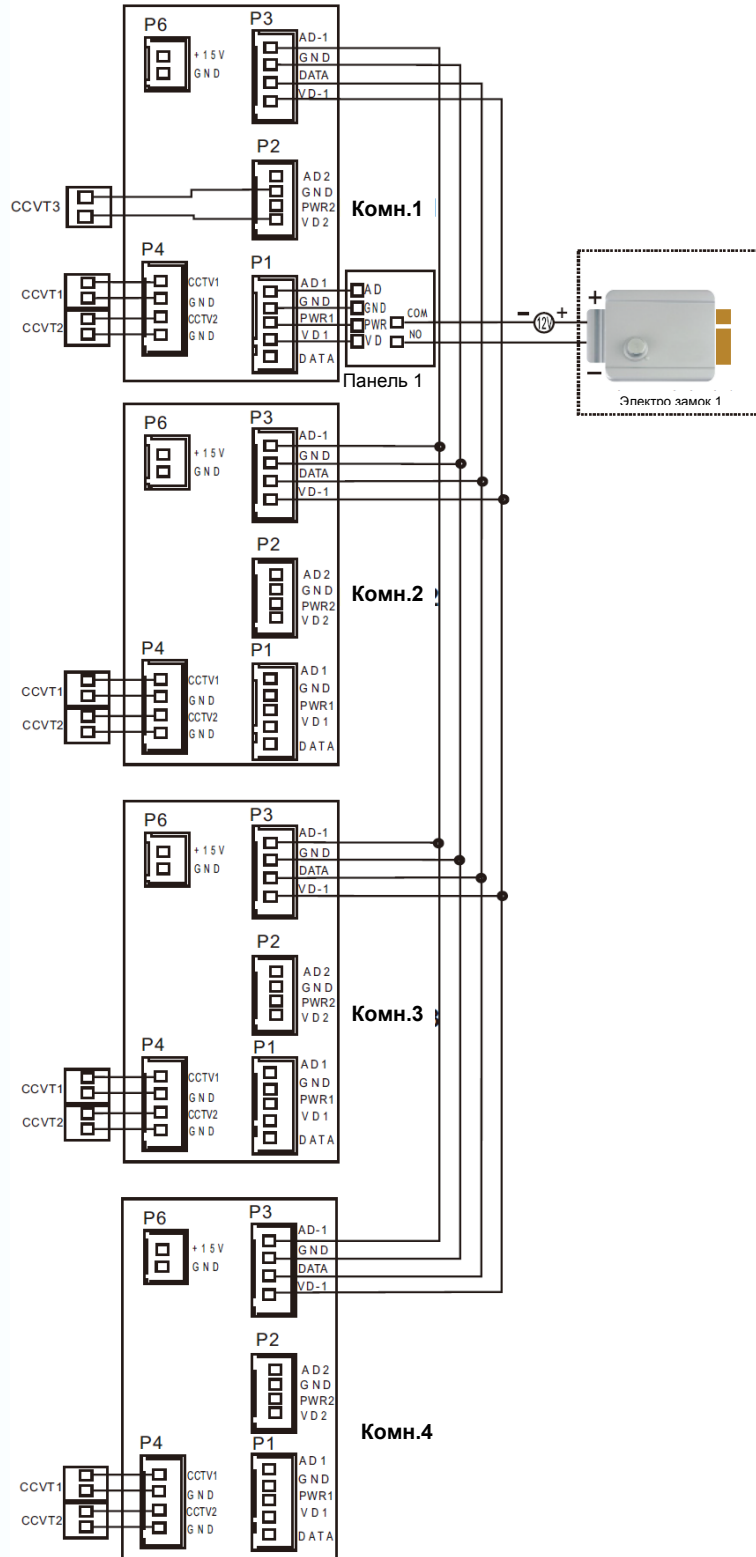 P6
+15V
GND
P3
AD-1
GND
DATA
VD-1
P2
AD2
GND
PWR2
VD2
Комн.1
CCVT3
P4
CCTV1
GND
CCTV2
GND
CCVT1
CCVT2
P1
AD1
GND
PWR1
VD1
DATA
AD
GND
PWR
VD
COM
NO
Панель 1
− 12V +
+
−
Электро замок 1
P6
+15V
GND
P3
AD-1
GND
DATA
VD-1
P2
AD2
GND
PWR2
VD2
Комн.2
P4
CCTV1
GND
CCTV2
GND
CCVT1
CCVT2
P1
AD1
GND
PWR1
VD1
DATA
P6
+15V
GND
P3
AD-1
GND
DATA
VD-1
P2
AD2
GND
PWR2
VD2
Комн.3
P4
CCTV1
GND
CCTV2
GND
CCVT1
CCVT2
P1
AD1
GND
PWR1
VD1
DATA
P6
+15V
GND
P3
AD-1
GND
DATA
VD-1
P2
AD2
GND
PWR2
VD2
Комн.4
P4
CCTV1
GND
CCTV2
GND
CCVT1
CCVT2
P1
AD1
GND
PWR1
VD1
DATA